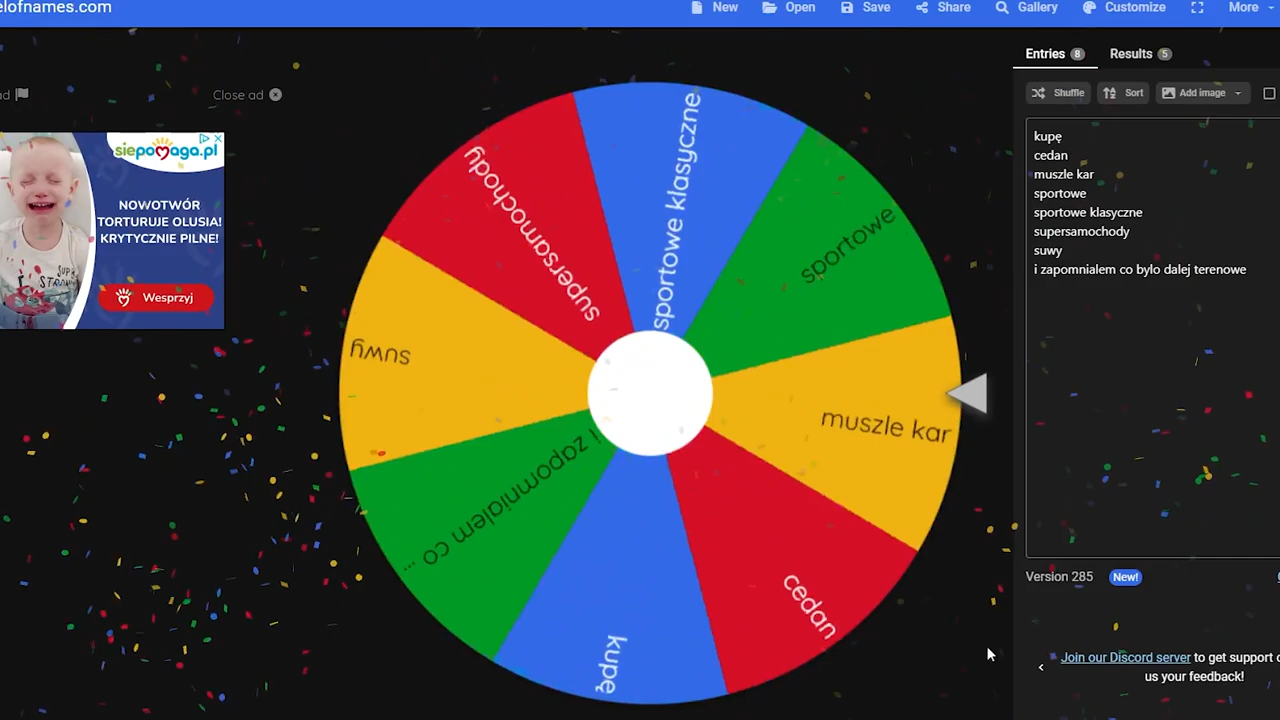 elofnames.com
New
Open
Save
Share
Gallery
Customize
More
Entries 8
Results 5
ad
Close ad
Shuffle
Sort
Add image
siepomaga.pl
NOWOTWÓR
TORTURUJE OLUSIA!
KRYTYCZNIE PILNE!
Wesprzyj
kupę
cedan
muszle kar
sportowe
sportowe klasyczne
supersamochody
suwy
i zapomnialem co bylo dalej terenowe
sportowe klasyczne
sportowe
muszle kar
cedan
kupę
i zapomnialem co ...
suwy
supersamochody
Version 285
New!
Join our Discord server to get support
us your feedback!